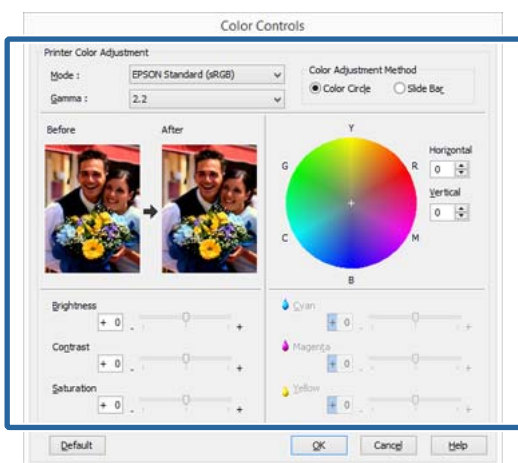 Color Controls
Printer Color Adjustment
Mode :
EPSON Standard (sRGB)
Gamma :
2.2
Color Adjustment Method
Color Circle
Slide Bar
Before
After
Y
G
R
C
M
B
Horizontal
0
Vertical
0
Brightness
+ 0
- +
Contrast
+ 0
- +
Saturation
+ 0
- +
Cyan
+ 0
- +
Magenta
+ 0
- +
Yellow
+ 0
- +
Default
OK
Cancel
Help